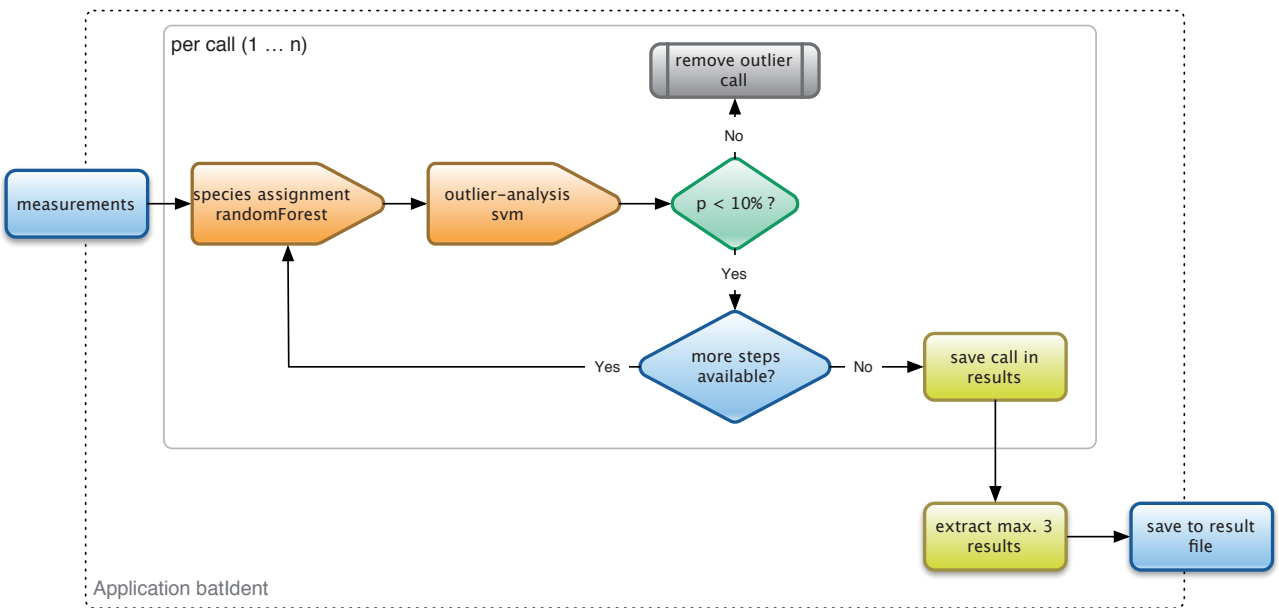 per call (1 … n)
remove outlier
call
No
measurements
species assignment
randomForest
outlier-analysis
svm
p < 10% ?
Yes
Yes
more steps
available?
No
save call in
results
extract max. 3
results
save to result
file
Application batIdent